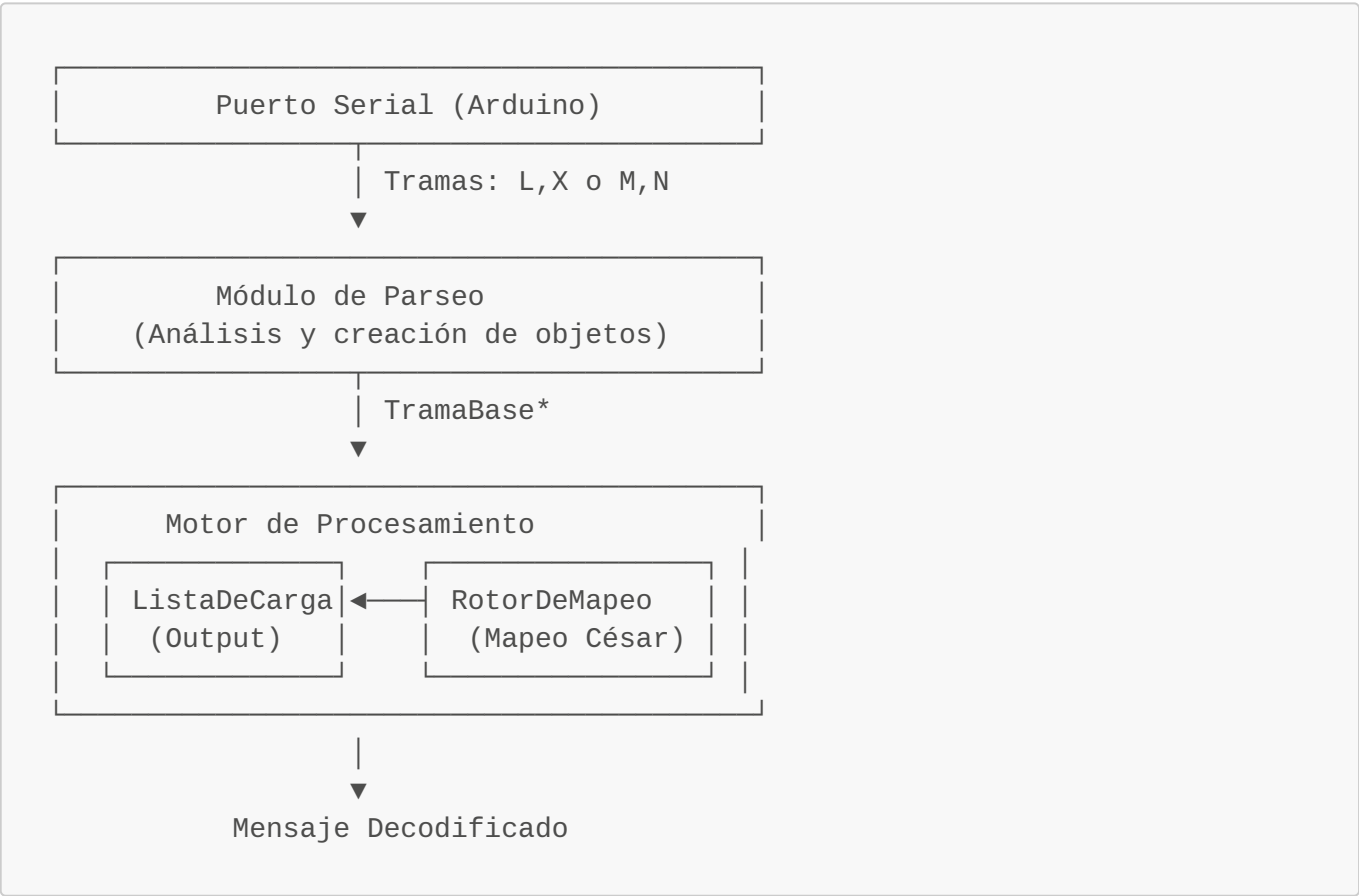 Puerto Serial (Arduino)
Tramas: L,X o M,N
Módulo de Parseo
(Análisis y creación de objetos)
TramaBase*
Motor de Procesamiento
ListaDeCarga RotorDeMapeo
(Output) (Mapeo César)
Mensaje Decodificado